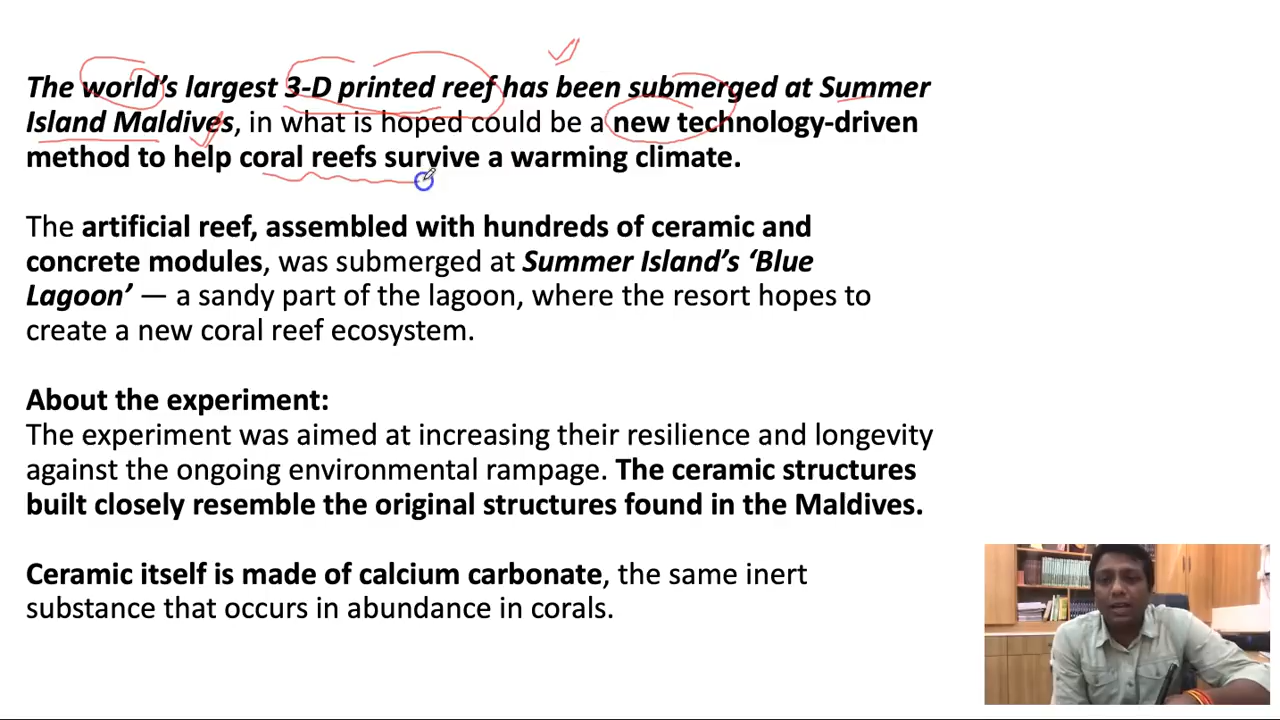 The world's largest 3-D printed reef has been submerged at Summer
Island Maldives, in what is hoped could be a new technology-driven
method to help coral reefs survive a warming climate.
The artificial reef, assembled with hundreds of ceramic and
concrete modules, was submerged at Summer Island's ‘Blue
Lagoon’ — a sandy part of the lagoon, where the resort hopes to
create a new coral reef ecosystem.
About the experiment:
The experiment was aimed at increasing their resilience and longevity
against the ongoing environmental rampage. The ceramic structures
built closely resemble the original structures found in the Maldives.
Ceramic itself is made of calcium carbonate, the same inert
substance that occurs in abundance in corals.